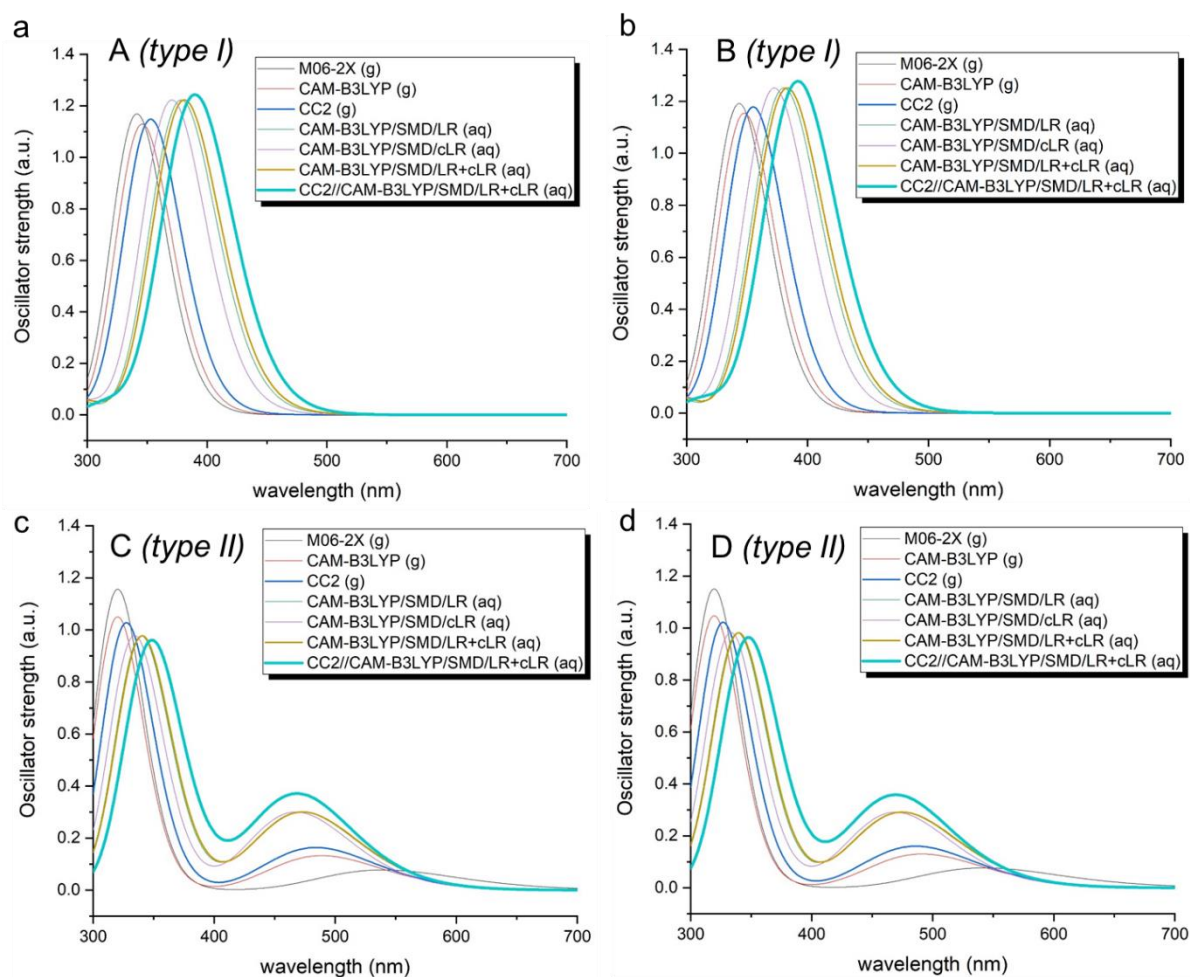 a
A (type I)
M06-2X (g)
CAM-B3LYP (g)
CC2 (g)
CAM-B3LYP/SMD/LR (aq)
CAM-B3LYP/SMD/cLR (aq)
CAM-B3LYP/SMD/LR+cLR (aq)
CC2//CAM-B3LYP/SMD/LR+cLR (aq)
Oscillator strength (a.u.)
1.4
1.2
1.0
0.8
0.6
0.4
0.2
0.0
300 400 500 600 700
wavelength (nm)
b
B (type I)
M06-2X (g)
CAM-B3LYP (g)
CC2 (g)
CAM-B3LYP/SMD/LR (aq)
CAM-B3LYP/SMD/cLR (aq)
CAM-B3LYP/SMD/LR+cLR (aq)
CC2//CAM-B3LYP/SMD/LR+cLR (aq)
Oscillator strength (a.u.)
1.4
1.2
1.0
0.8
0.6
0.4
0.2
0.0
300 400 500 600 700
wavelength (nm)
c
C (type II)
M06-2X (g)
CAM-B3LYP (g)
CC2 (g)
CAM-B3LYP/SMD/LR (aq)
CAM-B3LYP/SMD/cLR (aq)
CAM-B3LYP/SMD/LR+cLR (aq)
CC2//CAM-B3LYP/SMD/LR+cLR (aq)
Oscillator strength (a.u.)
1.4
1.2
1.0
0.8
0.6
0.4
0.2
0.0
300 400 500 600 700
wavelength (nm)
d
D (type II)
M06-2X (g)
CAM-B3LYP (g)
CC2 (g)
CAM-B3LYP/SMD/LR (aq)
CAM-B3LYP/SMD/cLR (aq)
CAM-B3LYP/SMD/LR+cLR (aq)
CC2//CAM-B3LYP/SMD/LR+cLR (aq)
Oscillator strength (a.u.)
1.4
1.2
1.0
0.8
0.6
0.4
0.2
0.0
300 400 500 600 700
wavelength (nm)